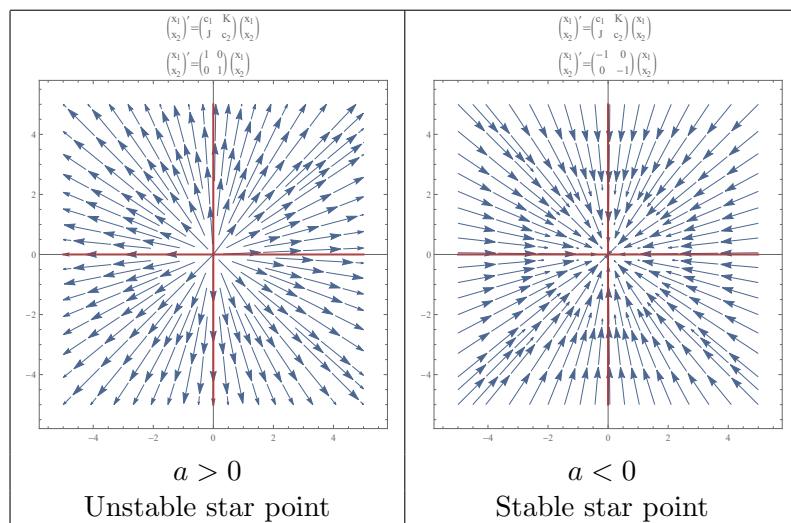 (x₁ x₂)′=(c₁ K J c₂)(x₁ x₂)
(x₁ x₂)′=(1 0 0 1)(x₁ x₂)
4
2
0
−2
−4
−4 −2 0 2 4
a > 0
Unstable star point
(x₁ x₂)′=(c₁ K J c₂)(x₁ x₂)
(x₁ x₂)′=(−1 0 0 −1)(x₁ x₂)
4
2
0
−2
−4
−4 −2 0 2 4
a < 0
Stable star point